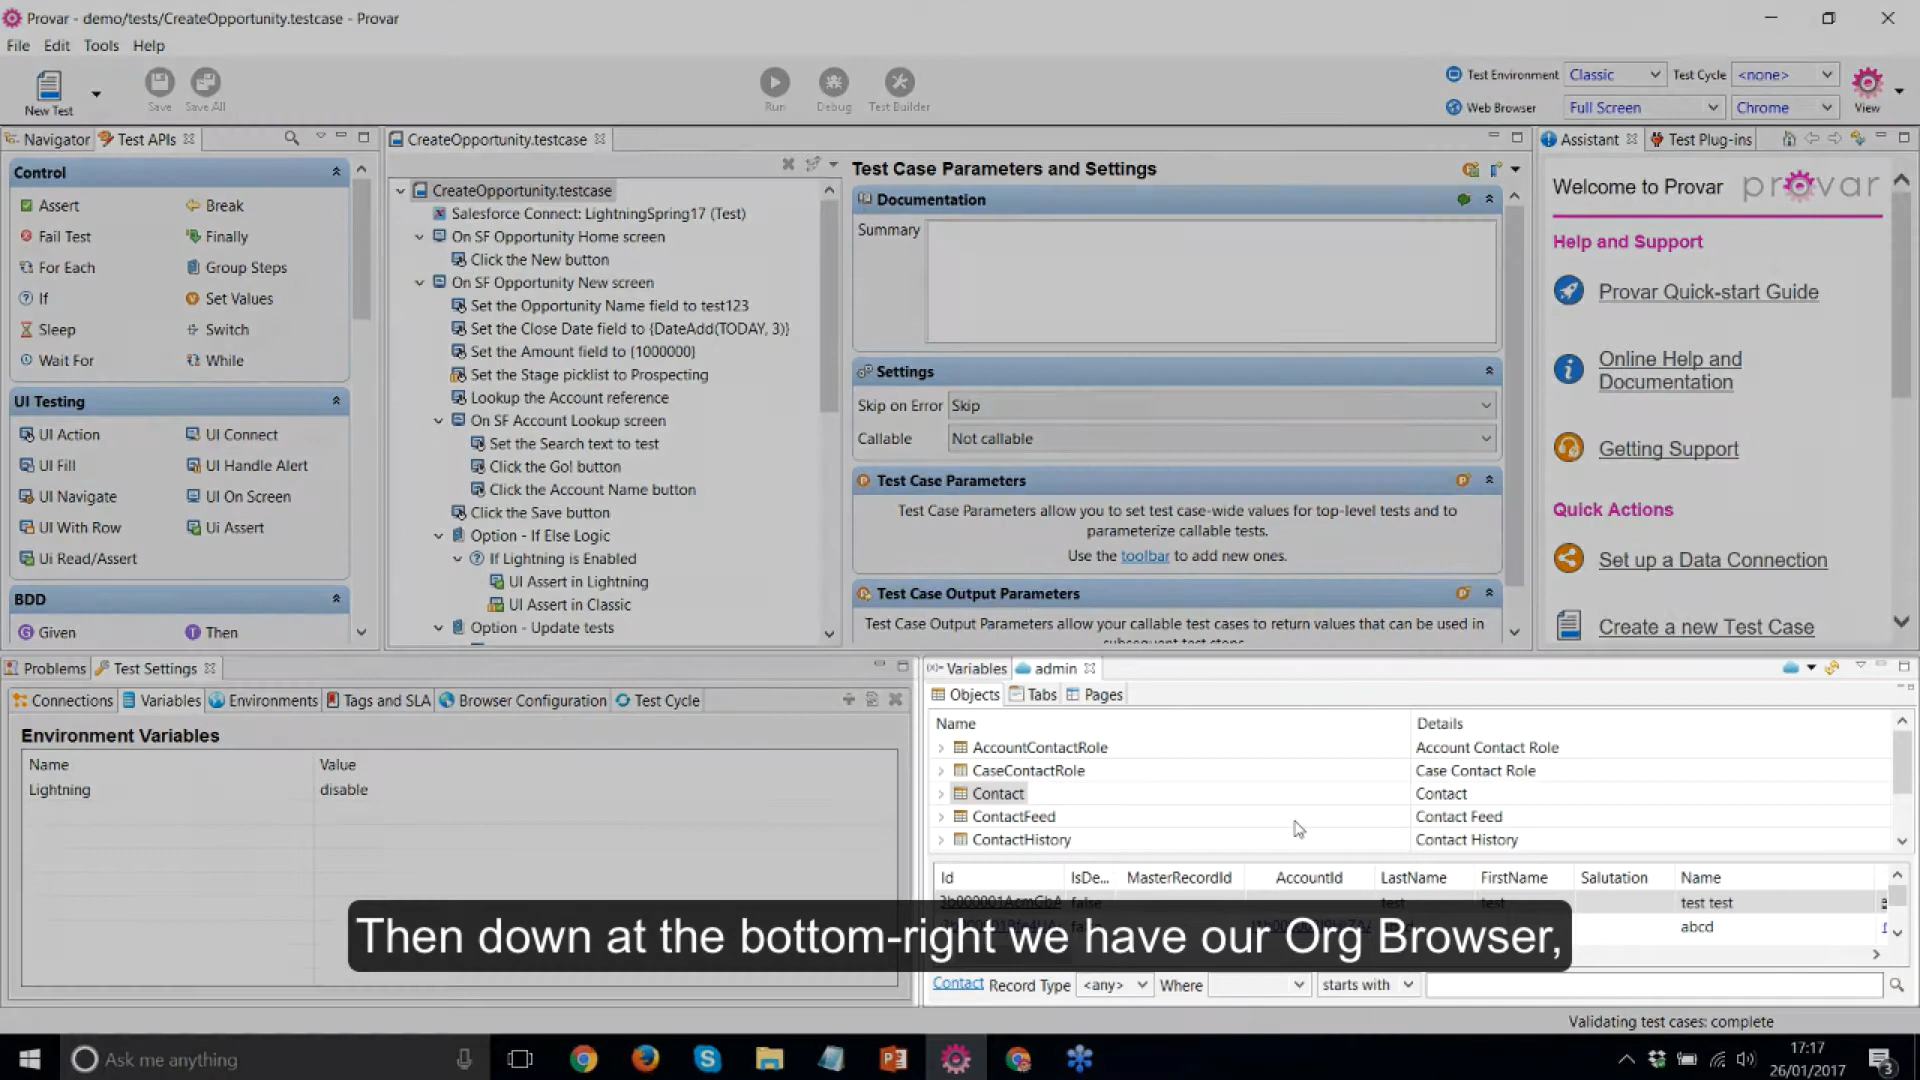 Provar - demo/tests/CreateOpportunity.testcase - Provar
File Edit Tools Help
New Test Save Save All Run Debug Test Builder
Test Environment Classic Test Cycle <none>
Web Browser Full Screen Chrome View
Navigator Test APIs
Control
Assert Break
Fail Test Finally
For Each Group Steps
If Set Values
Sleep Switch
Wait For While
UI Testing
UI Action UI Connect
UI Fill UI Handle Alert
UI Navigate UI On Screen
UI With Row Ui Assert
Ui Read/Assert
BDD
Given Then
CreateOpportunity.testcase
CreateOpportunity.testcase
Salesforce Connect: LightningSpring17 (Test)
On SF Opportunity Home screen
Click the New button
On SF Opportunity New screen
Set the Opportunity Name field to test123
Set the Close Date field to {DateAdd(TODAY, 3)}
Set the Amount field to {1000000}
Set the Stage picklist to Prospecting
Lookup the Account reference
On SF Account Lookup screen
Set the Search text to test
Click the Go! button
Click the Account Name button
Click the Save button
Option - If Else Logic
If Lightning is Enabled
UI Assert in Lightning
UI Assert in Classic
Option - Update tests
Test Case Parameters and Settings
Documentation
Summary
Settings
Skip on Error Skip
Callable Not callable
Test Case Parameters
Test Case Parameters allow you to set test case-wide values for top-level tests and to
parameterize callable tests.
Use the toolbar to add new ones.
Test Case Output Parameters
Test Case Output Parameters allow your callable test cases to return values that can be used in
subsequent test steps.
Assistant Test Plug-ins
Welcome to Provar provar
Help and Support
Provar Quick-start Guide
Online Help and
Documentation
Getting Support
Quick Actions
Set up a Data Connection
Create a new Test Case
Problems Test Settings
Connections Variables Environments Tags and SLA Browser Configuration Test Cycle
Environment Variables
Name Value
Lightning disable
Variables admin
Objects Tabs Pages
Name Details
AccountContactRole Account Contact Role
CaseContactRole Case Contact Role
Contact Contact
ContactFeed Contact Feed
ContactHistory Contact History
Id IsDe... MasterRecordId AccountId LastName FirstName Salutation Name
false test test test test
abcd
Then down at the bottom-right we have our Org Browser,
Contact Record Type <any> Where starts with
Validating test cases: complete
Ask me anything
17:17
26/01/2017
3